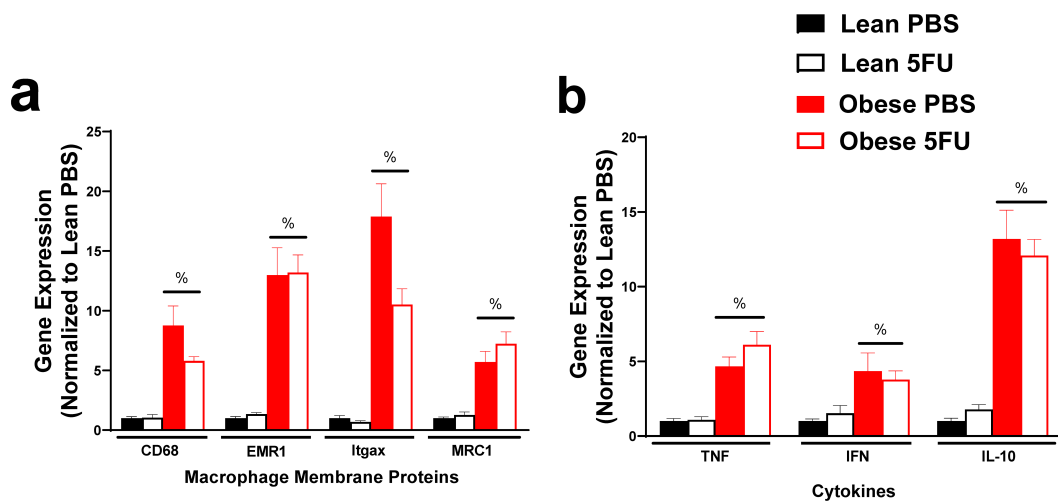 Lean PBS
Lean 5FU
Obese PBS
Obese 5FU
a
Gene Expression
(Normalized to Lean PBS)
25
20
15
10
5
0
%
%
%
%
CD68
EMR1
Itgax
MRC1
Macrophage Membrane Proteins
b
Gene Expression
(Normalized to Lean PBS)
20
15
10
5
0
%
%
%
TNF
IFN
IL-10
Cytokines